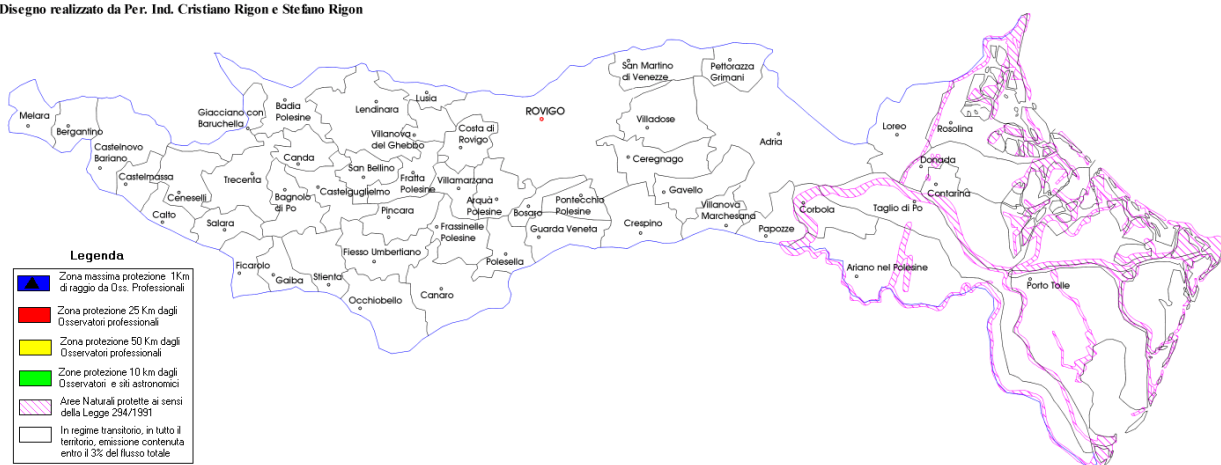 Disegno realizzato da Per. Ind. Cristiano Rigon e Stefano Rigon
San Martino
di Venezze
Pettorazza
Grimani
Melara
Bergantino
Giacciano con
Baruchella
Badia
Polesine
Lendinara
Lusia
ROVIGO
Villadose
Adria
Loreo
Rosolina
Castelnovo
Bariano
Villanova
del Ghebbo
Costa di
Rovigo
Ceregnago
Donada
Contarina
Castelmassa
Ceneselli
Trecenta
Canda
San Bellino
Castelguglielmo
Fratta
Polesine
Villamarzana
Gavello
Calto
Salara
Bagnolo
di Po
Pincara
Arquà
Polesine
Bosaro
Pontecchio
Polesine
Villanova
Marchesana
Corbola
Taglio di Po
Frassinelle
Polesine
Guarda Veneta
Crespino
Papozze
Fiesso Umbertiano
Polesella
Ficarolo
Gaiba
Stienta
Occhiobello
Canaro
Ariano nel Polesine
Porto Tolle
Legenda
Zona massima protezione 1Km
di raggio da Oss. Professionali
Zona protezione 25 Km dagli
Osservatori professionali
Zona protezione 50 Km dagli
Osservatori professionali
Zone protezione 10 km dagli
Osservatori e siti astronomici
Aree Naturali protette ai sensi
della Legge 294/1991
In regime transitorio, in tutto il
territorio, emissione contenuta
entro il 3% del flusso totale